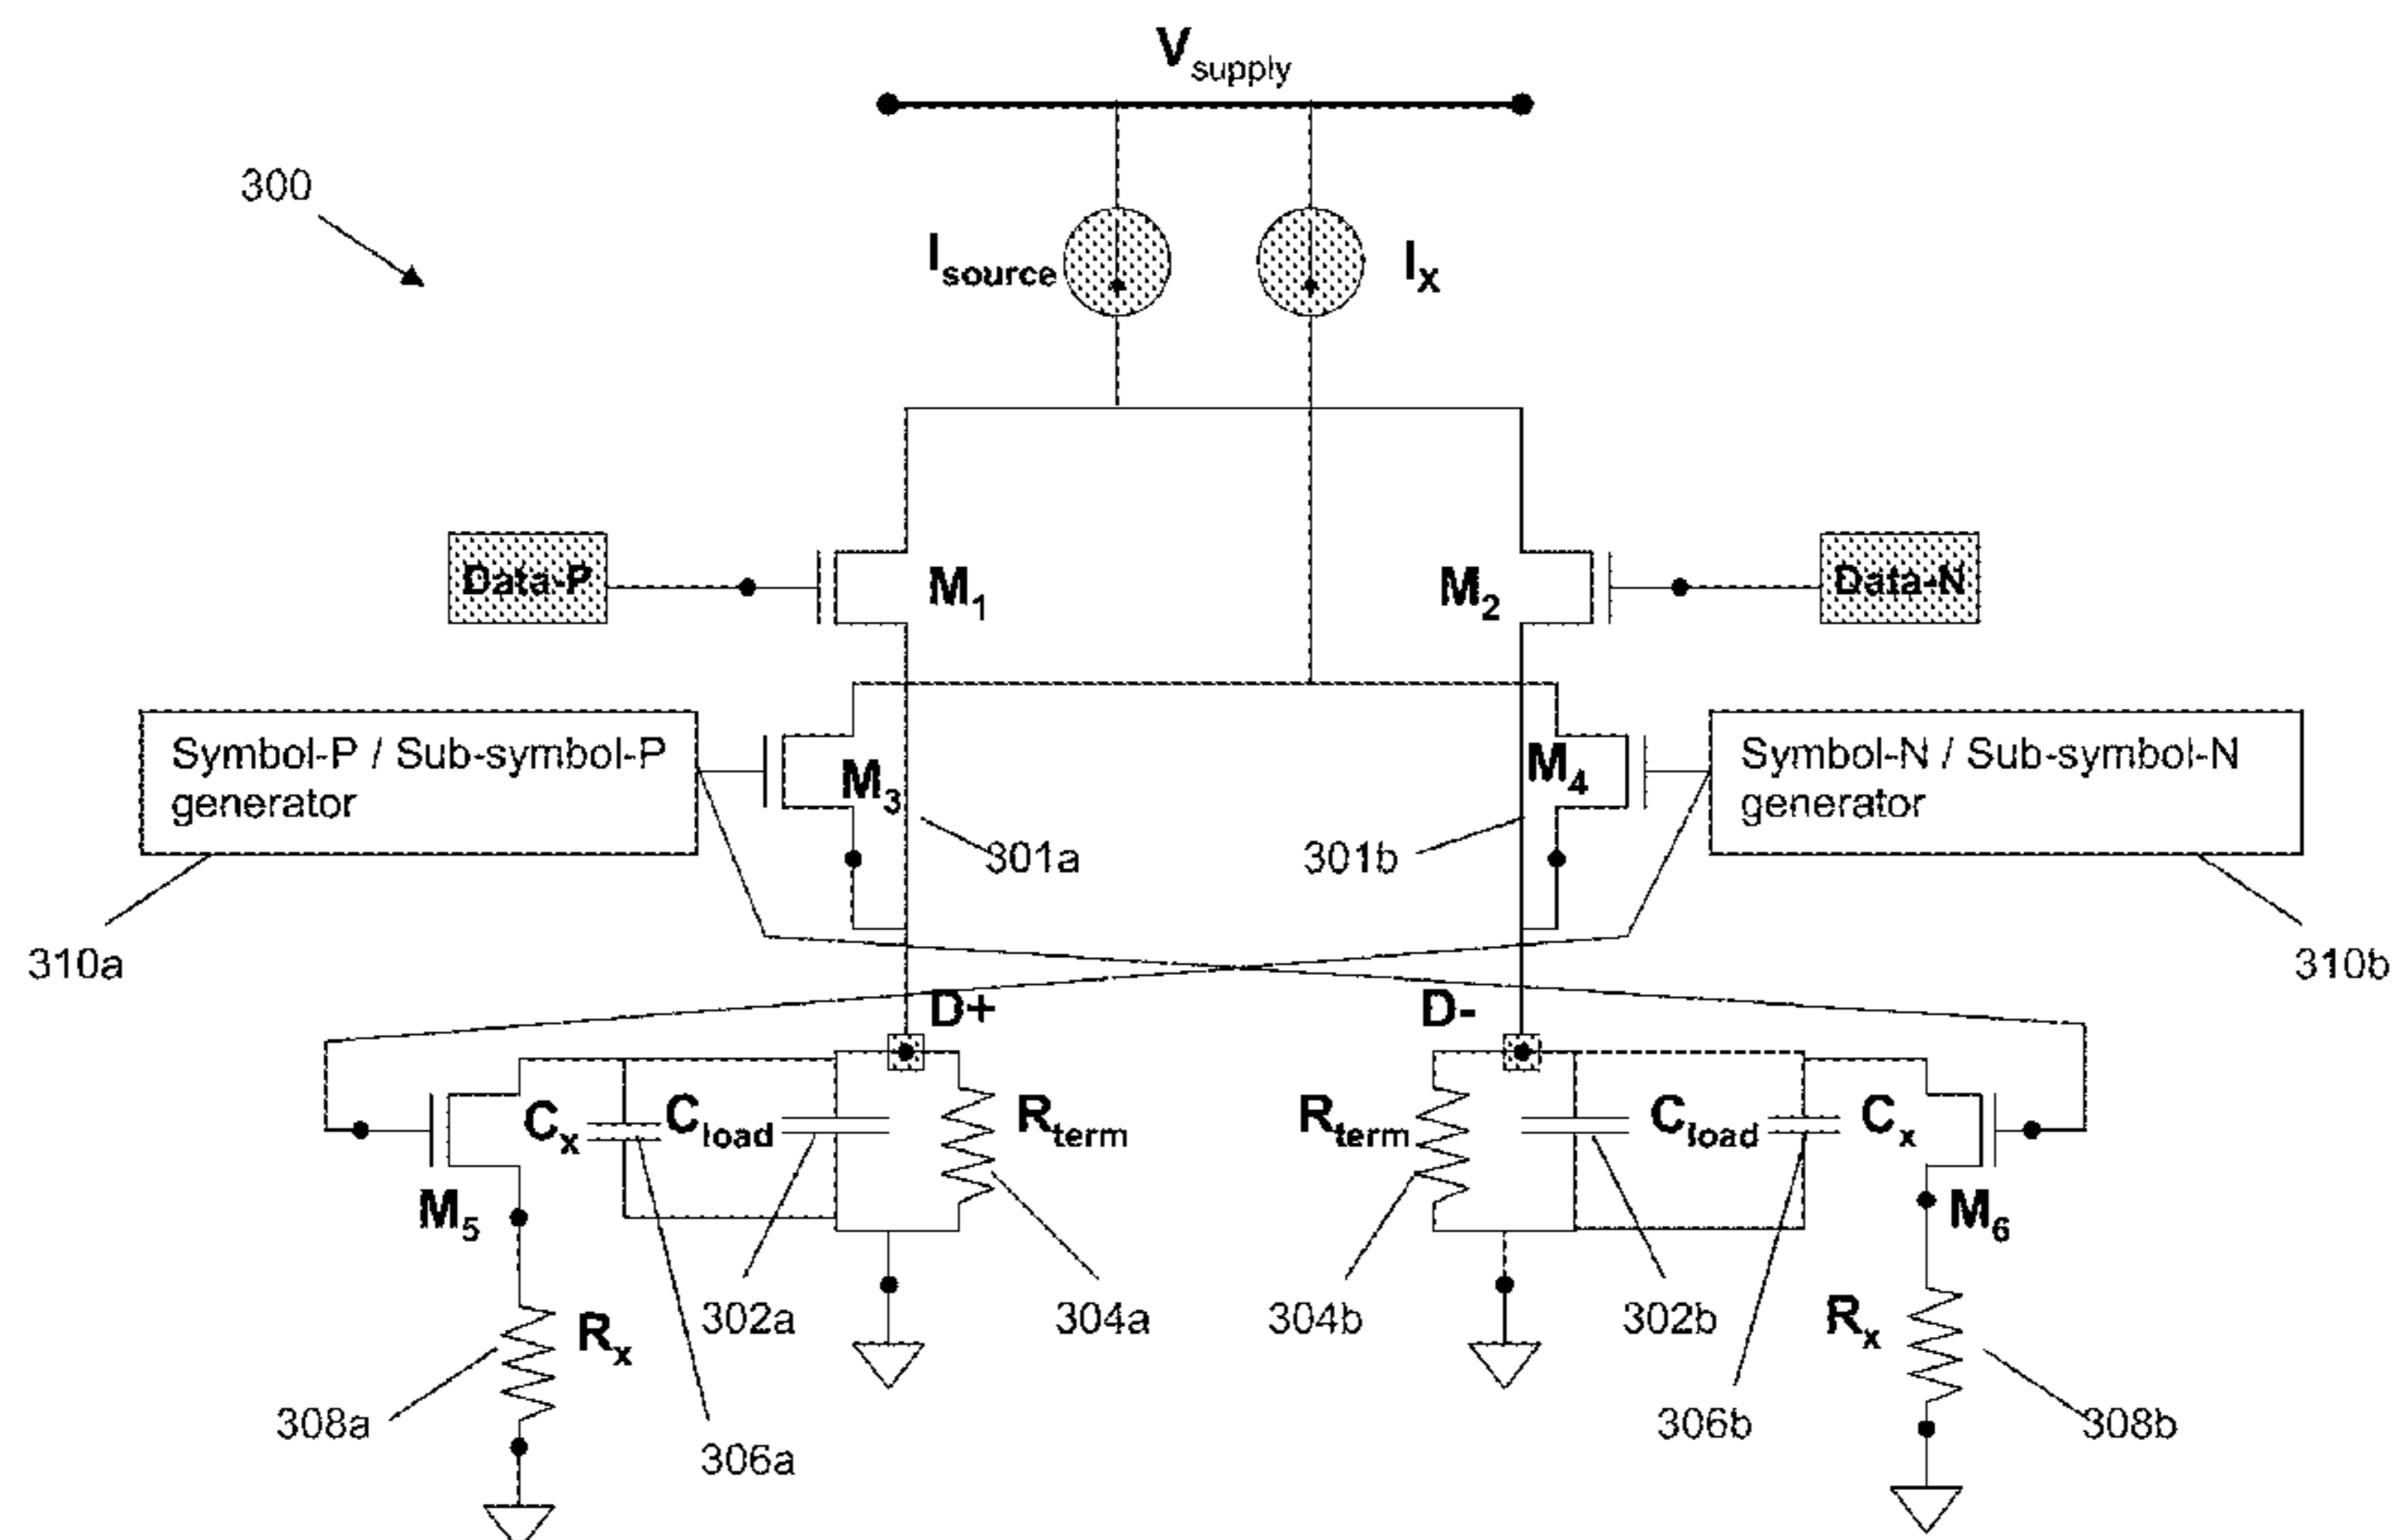 Vsupply
300
Isource
IX
Data-P
M1
M2
Data-N
Symbol-P / Sub-symbol-P
generator
M3
M4
Symbol-N / Sub-symbol-N
generator
301a
301b
310a
310b
D+
D-
Cx
Cload
Rterm
Rterm
Cload
Cx
M5
M6
Rx
302a
304a
304b
302b
Rx
308a
306a
306b
308b